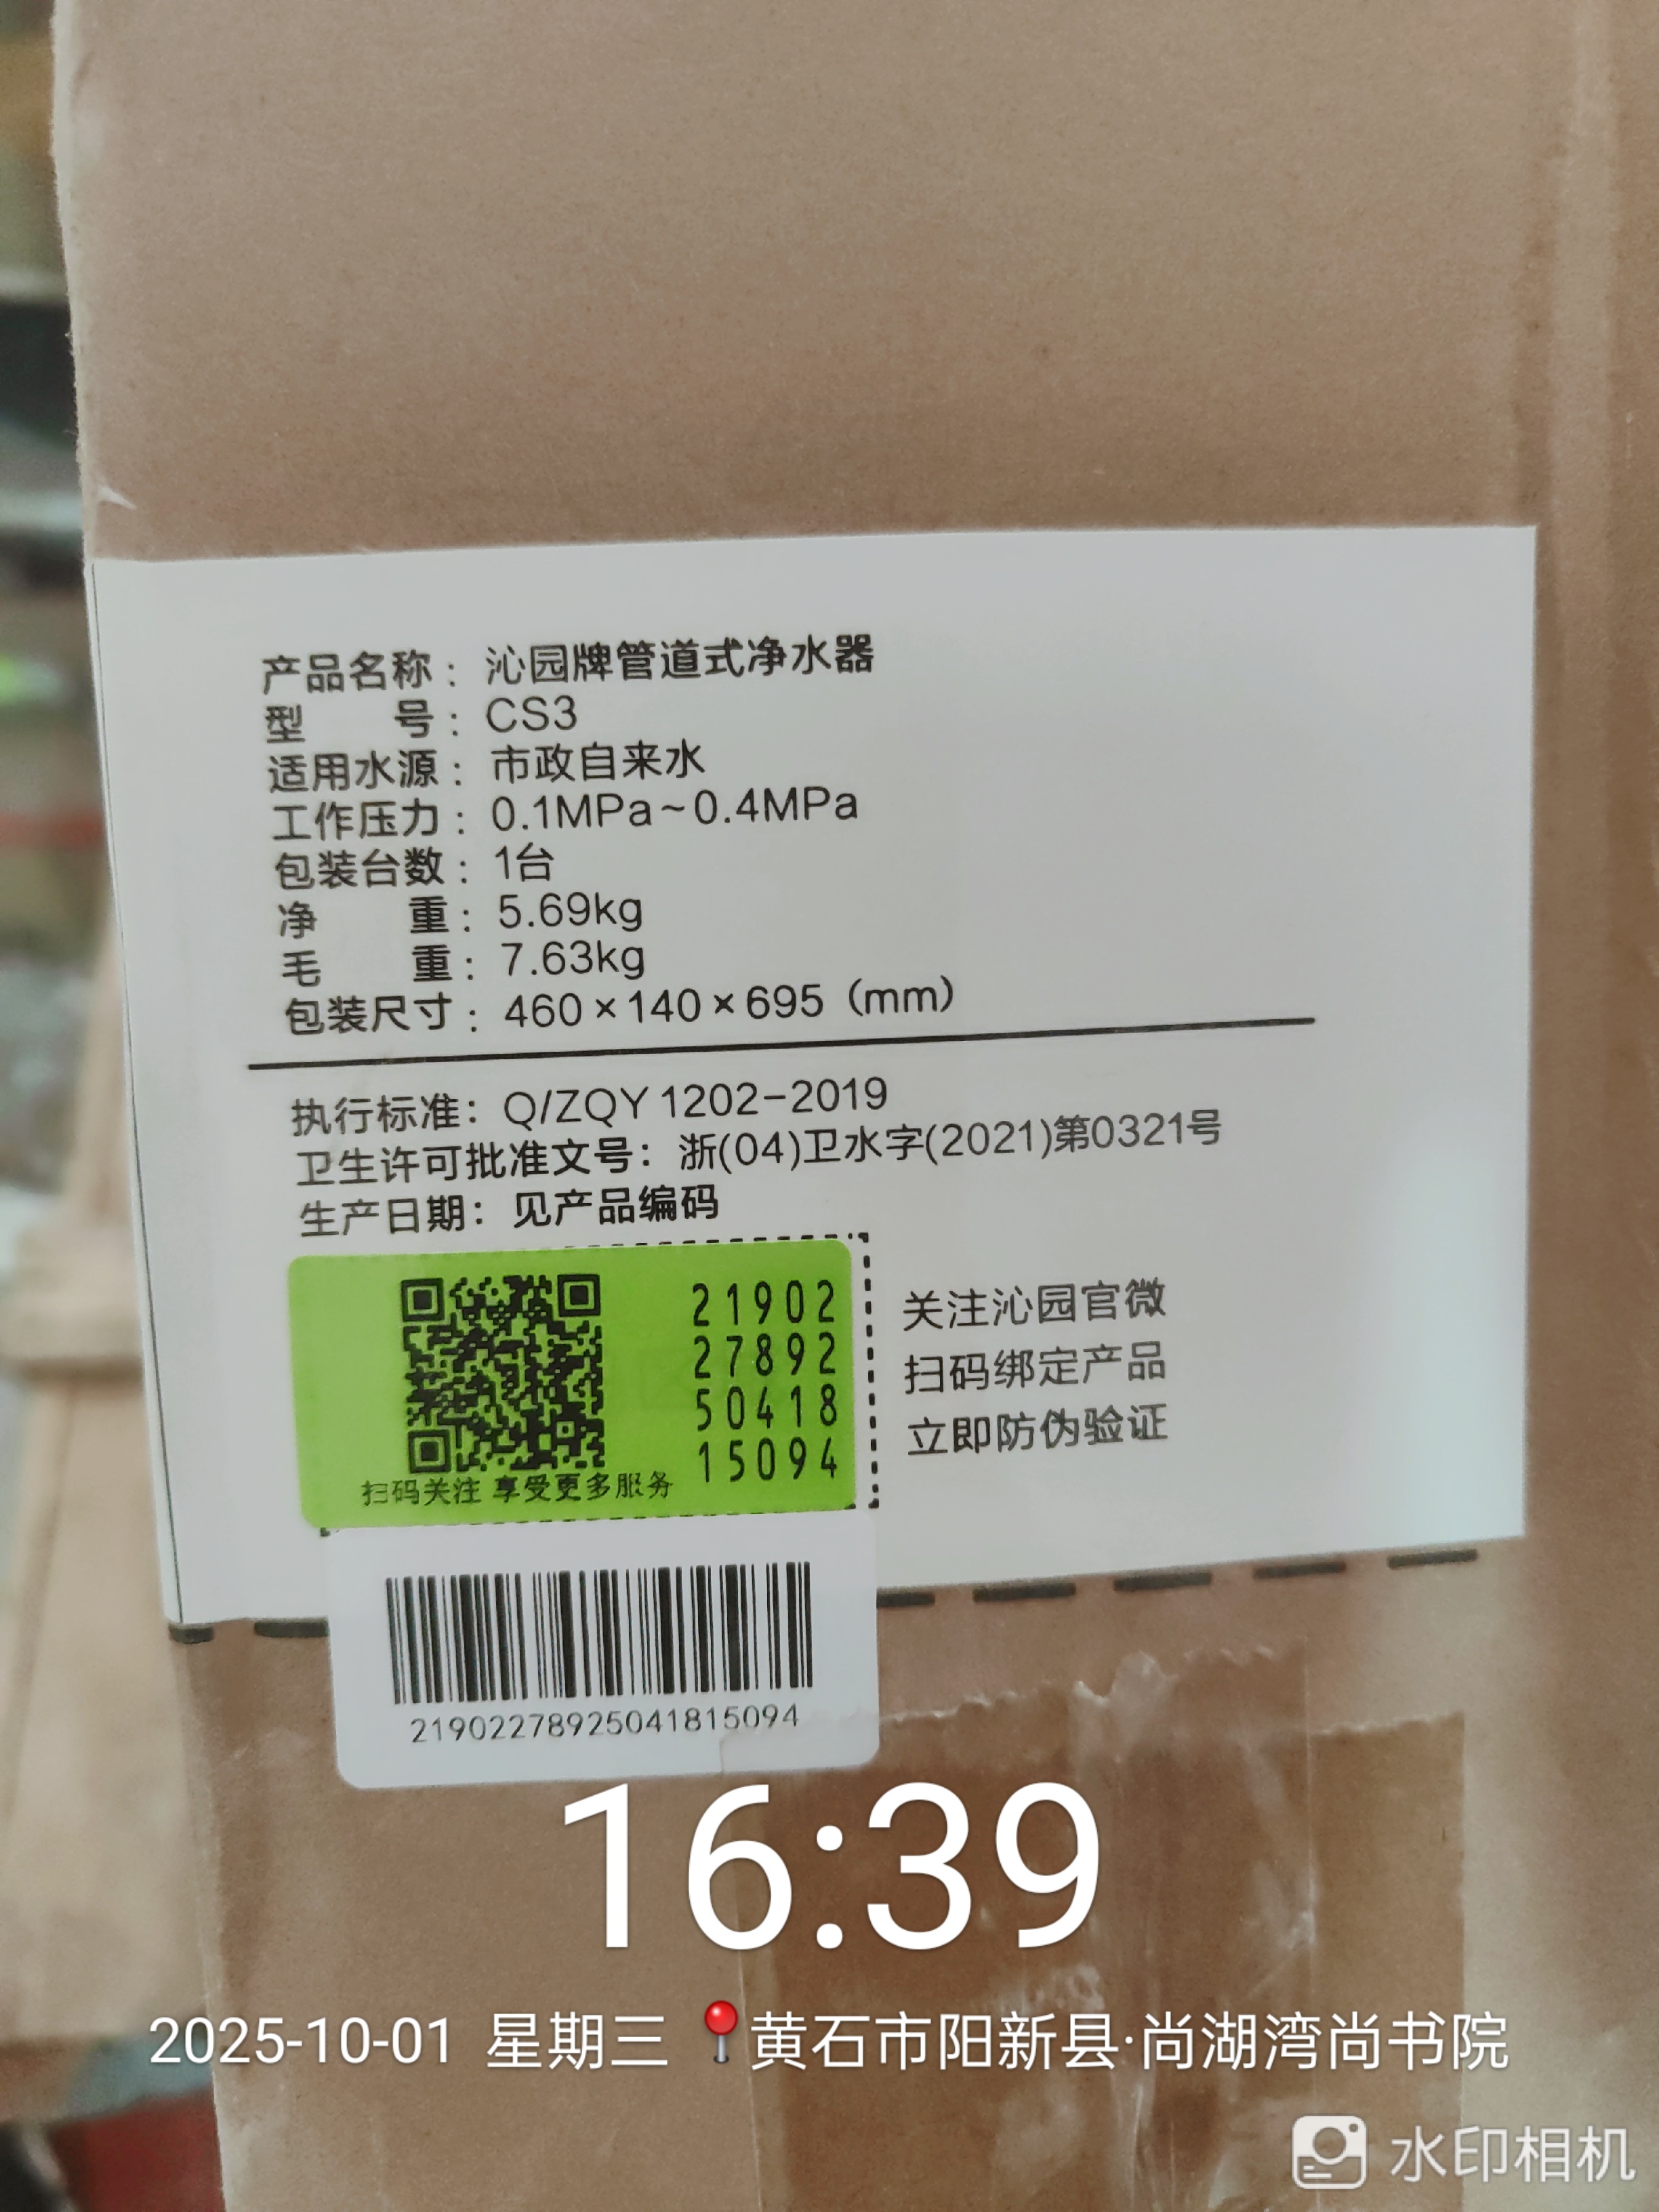 产品名称：沁园牌管道式净水器
型 号：CS3
适用水源：市政自来水
工作压力：0.1MPa~0.4MPa
包装台数：1台
净 重：5.69kg
毛 重：7.63kg
包装尺寸：460×140×695（mm）
执行标准：Q/ZQY 1202-2019
卫生许可批准文号：浙(04)卫水字(2021)第0321号
生产日期：见产品编码
21902
27892
50418
15094
扫码关注 享受更多服务
关注沁园官微
扫码绑定产品
立即防伪验证
21902278925041815094
16:39
2025-10-01 星期三 📍黄石市阳新县·尚湖湾尚书院
水印相机